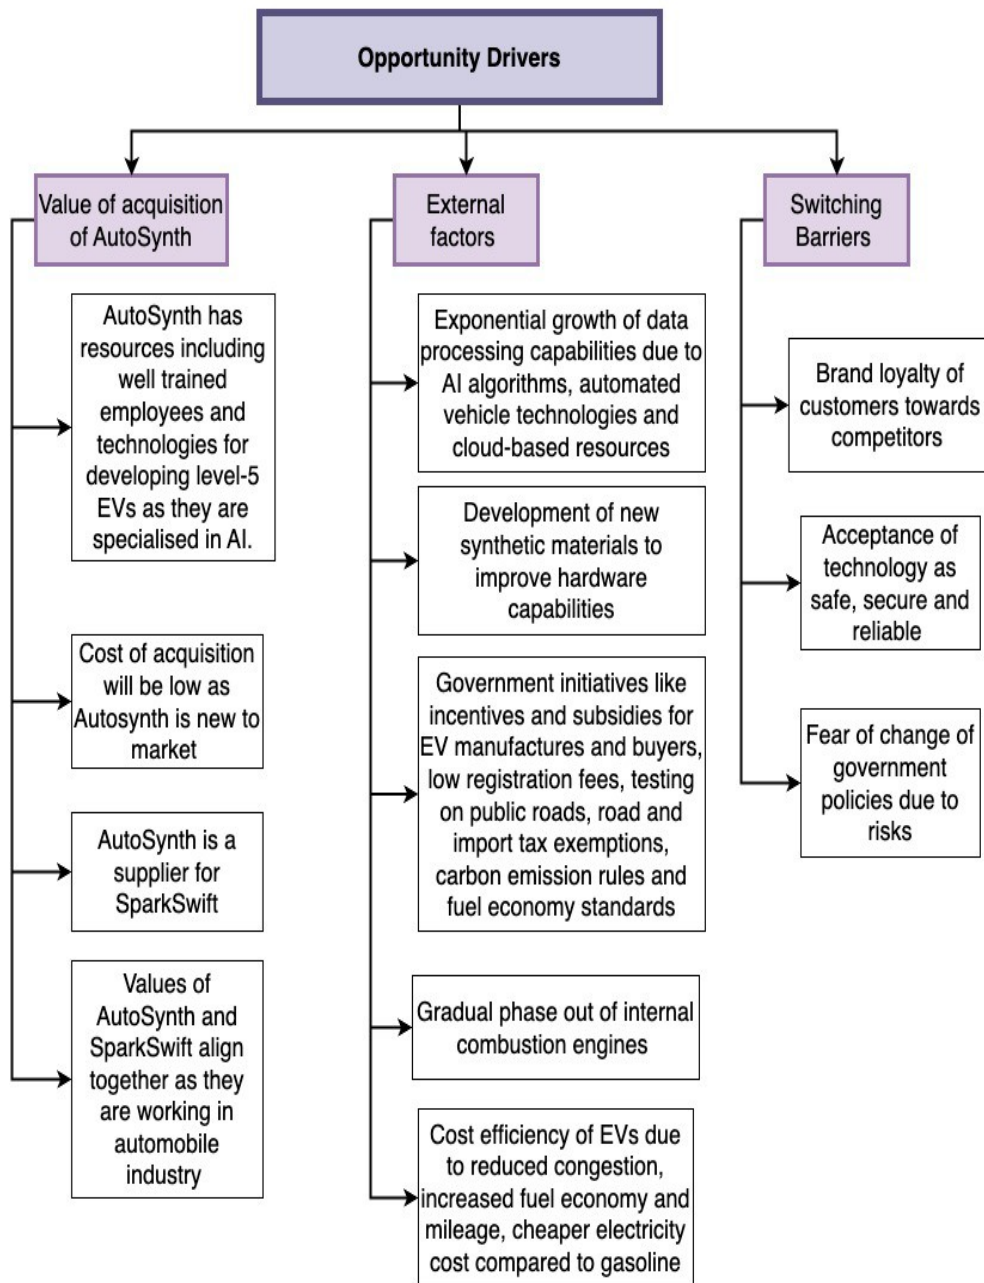 Opportunity Drivers
Value of acquisition
of AutoSynth
AutoSynth has
resources including
well trained
employees and
technologies for
developing level-5
EVs as they are
specialised in AI.
Cost of acquisition
will be low as
Autosynth is new to
market
AutoSynth is a
supplier for
SparkSwift
Values of
AutoSynth and
SparkSwift align
together as they
are working in
automobile
industry
External
factors
Exponential growth of data
processing capabilities due to
AI algorithms, automated
vehicle technologies and
cloud-based resources
Development of new
synthetic materials to
improve hardware
capabilities
Government initiatives like
incentives and subsidies for
EV manufactures and buyers,
low registration fees, testing
on public roads, road and
import tax exemptions,
carbon emission rules and
fuel economy standards
Gradual phase out of internal
combustion engines
Cost efficiency of EVs due
to reduced congestion,
increased fuel economy and
mileage, cheaper electricity
cost compared to gasoline
Switching
Barriers
Brand loyalty of
customers towards
competitors
Acceptance of
technology as
safe, secure and
reliable
Fear of change of
government
policies due to
risks